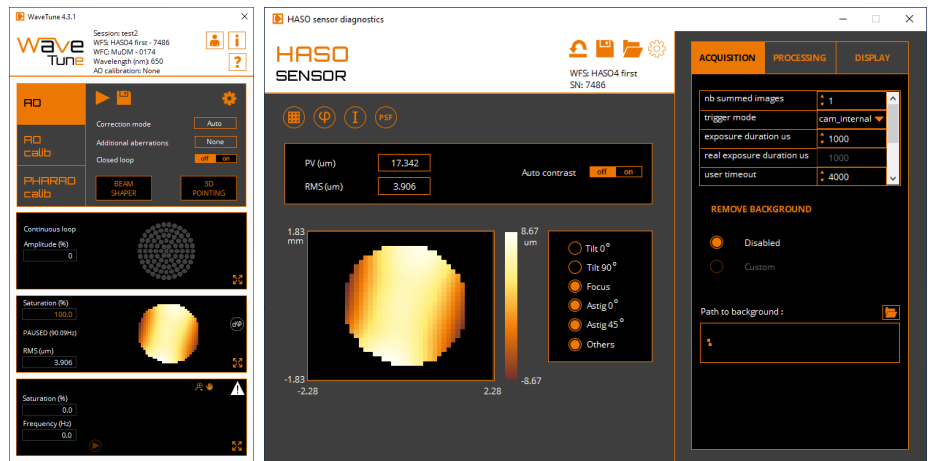 WaveTune 4.3.1
Wave
Tune
Session: test2
WFS: HASO4 first - 7486
WFC: MuDM - 0174
Wavelength (nm): 650
AO calibration: None
i
?
AO
AO
calib
PHARAO
calib
Correction mode
Auto
Additional aberrations
None
Closed loop
off on
BEAM
SHAPER
3D
POINTING
Continuous loop
Amplitude (%)
0
Saturation (%)
100.0
PAUSED (90.09Hz)
RMS (um)
3.906
Saturation (%)
0.0
Frequency (Hz)
0.0
HASO sensor diagnostics
HASO
SENSOR
WFS: HASO4 first
SN: 7486
φ
I
PSF
PV (um)
17.342
RMS (um)
3.906
Auto contrast
off on
1.83
mm
-1.83
-2.28
2.28
8.67
um
-8.67
Tilt 0°
Tilt 90°
Focus
Astig 0°
Astig 45°
Others
ACQUISITION PROCESSING DISPLAY
nb summed images 1
trigger mode cam_internal
exposure duration us 1000
real exposure duration us 1000
user timeout 4000
REMOVE BACKGROUND
Disabled
Custom
Path to background :